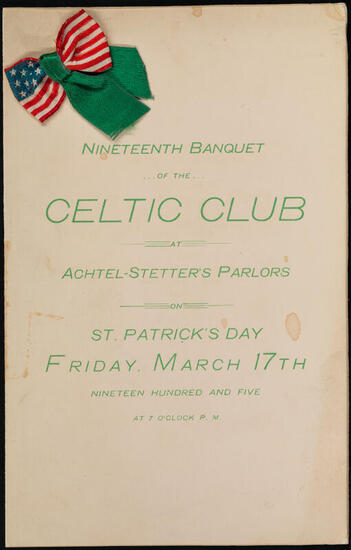 NINETEENTH BANQUET
...OF THE...
CELTIC CLUB
AT
ACHTEL-STETTER'S PARLORS
ON
ST. PATRICK'S DAY
FRIDAY, MARCH 17TH
NINETEEN HUNDRED AND FIVE
AT 7 O'CLOCK P. M.